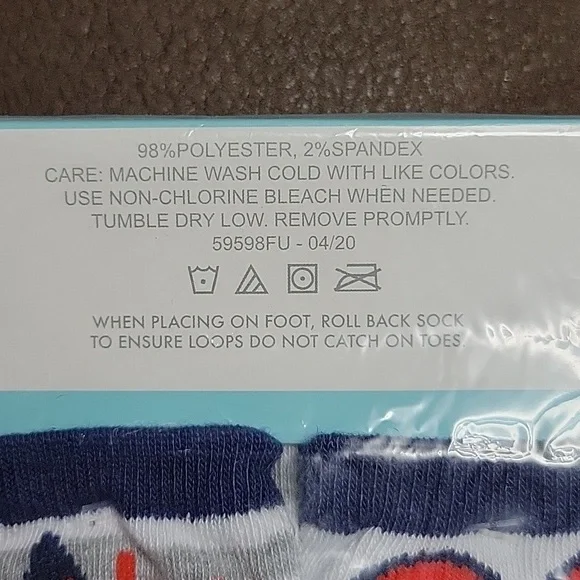 98%POLYESTER, 2%SPANDEX
CARE: MACHINE WASH COLD WITH LIKE COLORS.
USE NON-CHLORINE BLEACH WHEN NEEDED.
TUMBLE DRY LOW. REMOVE PROMPTLY.
59598FU - 04/20
WHEN PLACING ON FOOT, ROLL BACK SOCK
TO ENSURE LOOPS DO NOT CATCH ON TOES.